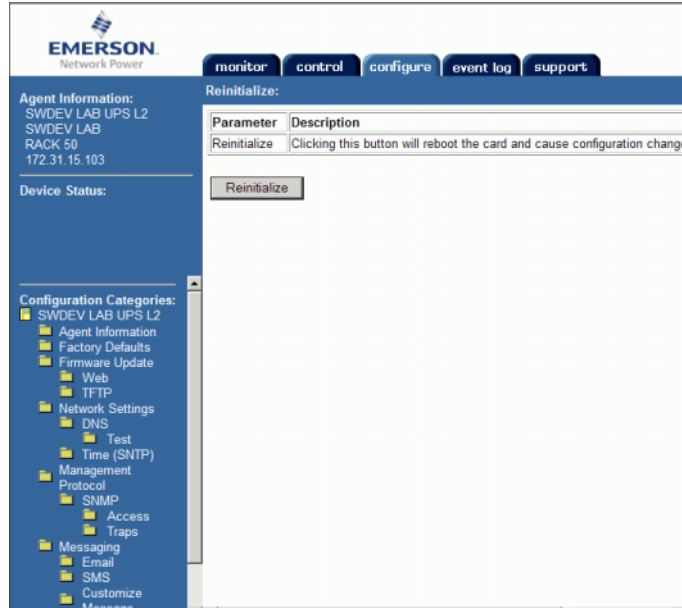 EMERSON.
Network Power
monitor
control
configure
event log
support
Agent Information:
SWDEV LAB UPS L2
SWDEV LAB
RACK 50
172.31.15.103
Device Status:
Configuration Categories:
SWDEV LAB UPS L2
Agent Information
Factory Defaults
Firmware Update
Web
TFTP
Network Settings
DNS
Test
Time (SNTP)
Management
Protocol
SNMP
Access
Traps
Messaging
Email
SMS
Customize
Message
Reinitialize:
Parameter Description
Reinitialize Clicking this button will reboot the card and cause configuration chang
Reinitialize